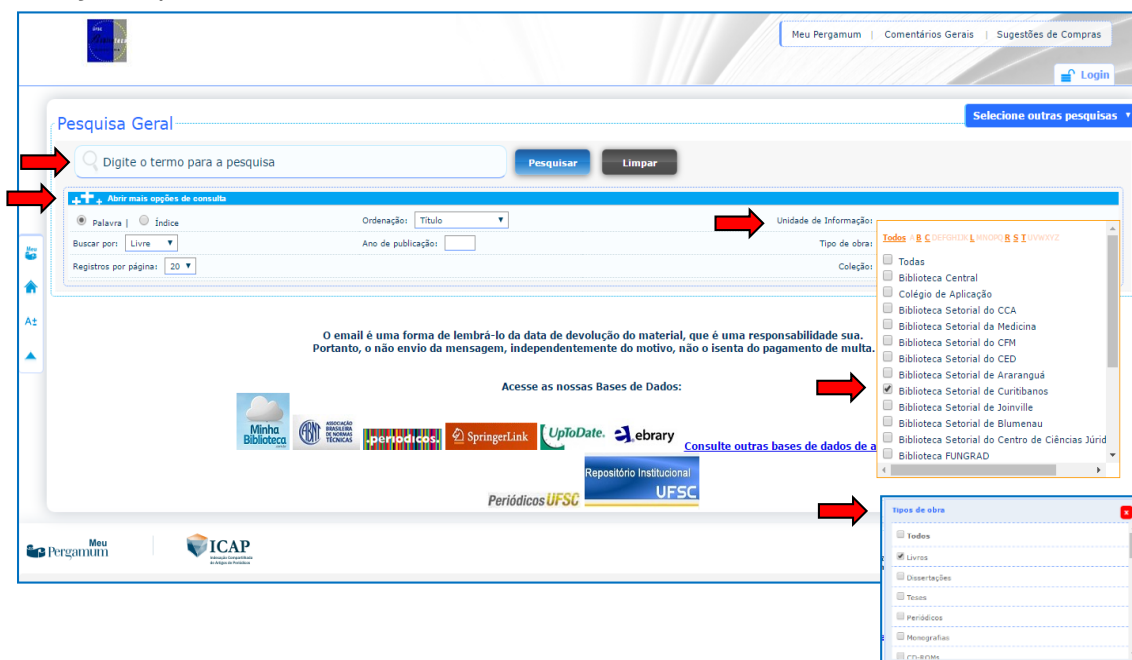 Meu Pergamum | Comentários Gerais | Sugestões de Compras
Login
Selecione outras pesquisas
Pesquisa Geral
Digite o termo para a pesquisa
Pesquisar
Limpar
Abrir mais opções de consulta
Palavra | Índice
Ordenação: Título
Unidade de Informação:
Buscar por: Livre
Ano de publicação:
Tipo de obra:
Registros por página: 20
Coleção:
Todos A B C DEFGHIJK L MNOPQ R S T UVWXYZ
Todas
Biblioteca Central
Colégio de Aplicação
Biblioteca Setorial do CCA
Biblioteca Setorial da Medicina
Biblioteca Setorial do CFM
Biblioteca Setorial do CED
Biblioteca Setorial de Araranguá
Biblioteca Setorial de Curitibanos
Biblioteca Setorial de Joinville
Biblioteca Setorial de Blumenau
Biblioteca Setorial do Centro de Ciências Júrid
Biblioteca FUNGRAD
Meu
A±
O email é uma forma de lembrá-lo da data de devolução do material, que é uma responsabilidade sua.
Portanto, o não envio da mensagem, independentemente do motivo, não o isenta do pagamento de multa.
Acesse as nossas Bases de Dados:
Minha
Biblioteca
ABNT
ASSOCIAÇÃO
BRASILEIRA
DE NORMAS
TÉCNICAS
.periodicos.
SpringerLink
UpToDate.
ebrary
Consulte outras bases de dados de a
Periódicos UFSC
Repositório Institucional
UFSC
Meu
Pergamum
ICAP
Tipos de obra
x
Todos
Livros
Dissertações
Teses
Periódicos
Monografias
CD-ROMs